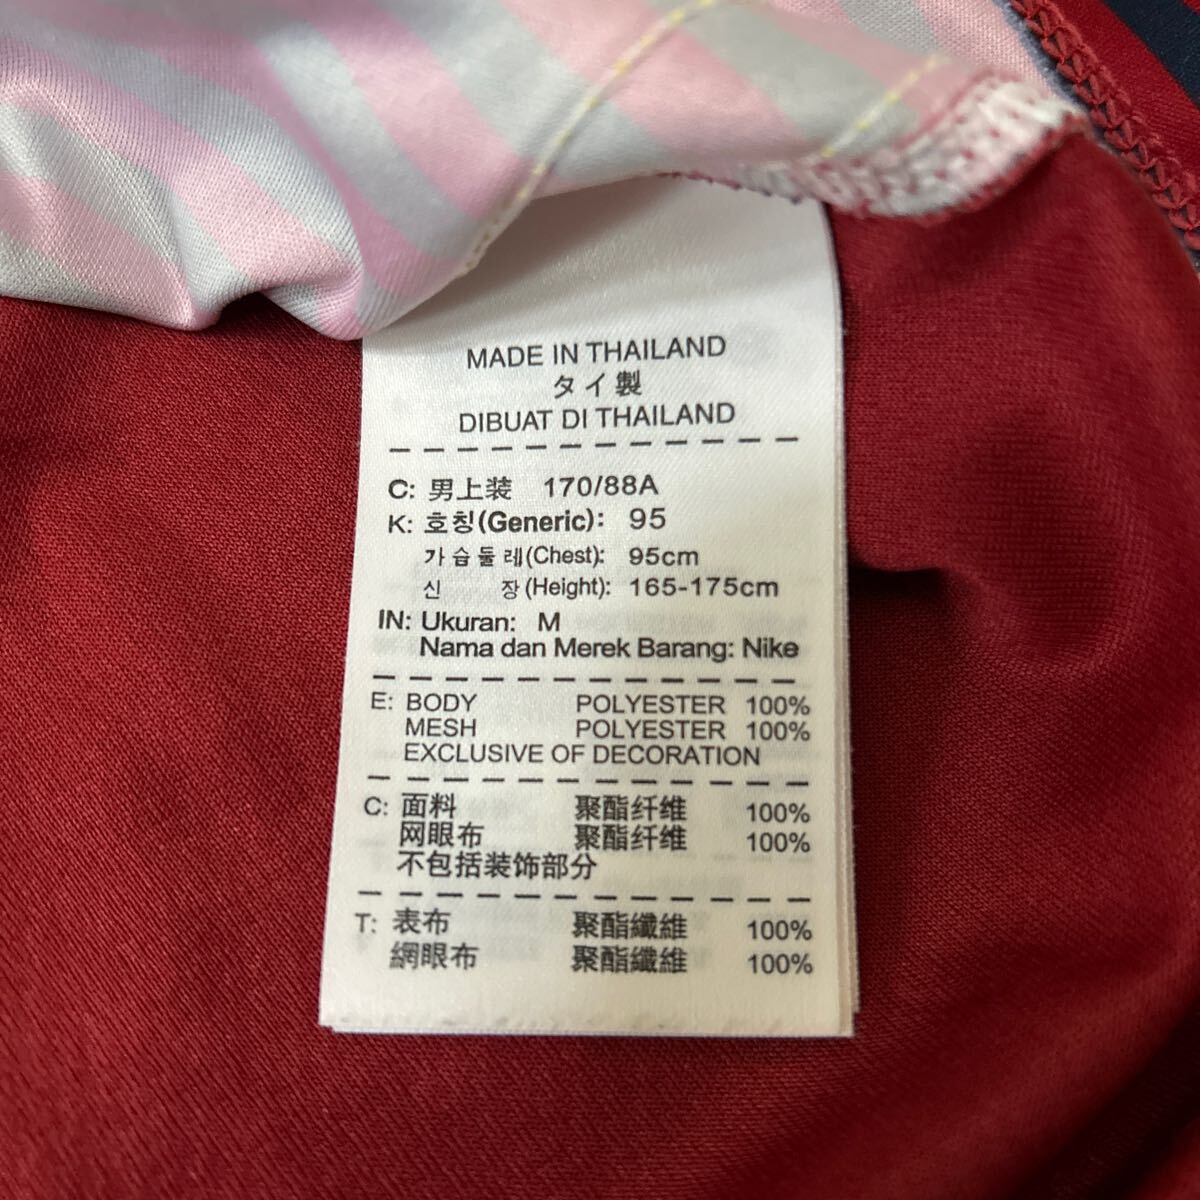 MADE IN THAILAND
タイ製
DIBUAT DI THAILAND
C: 男上装 170/88A
K: 호칭(Generic): 95
가슴둘레(Chest): 95cm
신 장(Height): 165-175cm
IN: Ukuran: M
Nama dan Merek Barang: Nike
E: BODY POLYESTER 100%
MESH POLYESTER 100%
EXCLUSIVE OF DECORATION
C: 面料 聚酯纤维 100%
网眼布 聚酯纤维 100%
不包括装饰部分
T: 表布 聚酯纖維 100%
網眼布 聚酯纖維 100%